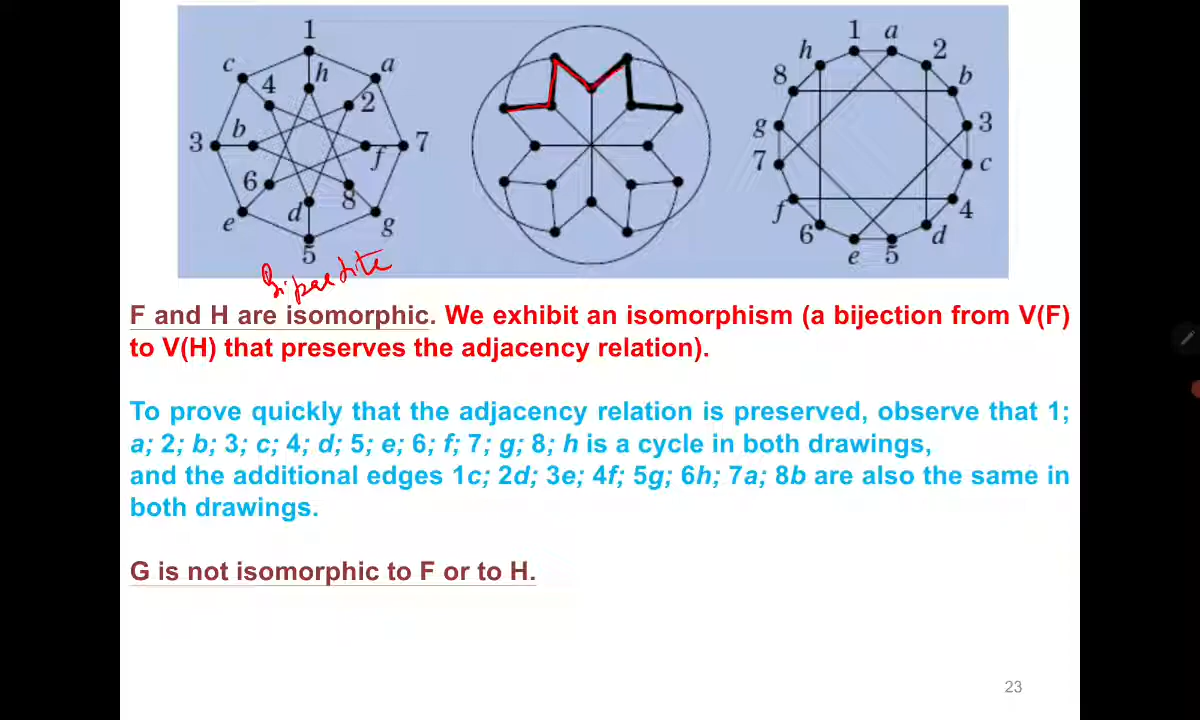 1 1 a
c a h 2
4 h 8 b
2
3 b 7 g 3
f 7 c
6 8 f 4
e d g 6 d
5 e 5
Bipartite
F and H are isomorphic. We exhibit an isomorphism (a bijection from V(F)
to V(H) that preserves the adjacency relation).
To prove quickly that the adjacency relation is preserved, observe that 1;
a; 2; b; 3; c; 4; d; 5; e; 6; f; 7; g; 8; h is a cycle in both drawings,
and the additional edges 1c; 2d; 3e; 4f; 5g; 6h; 7a; 8b are also the same in
both drawings.
G is not isomorphic to F or to H.
23